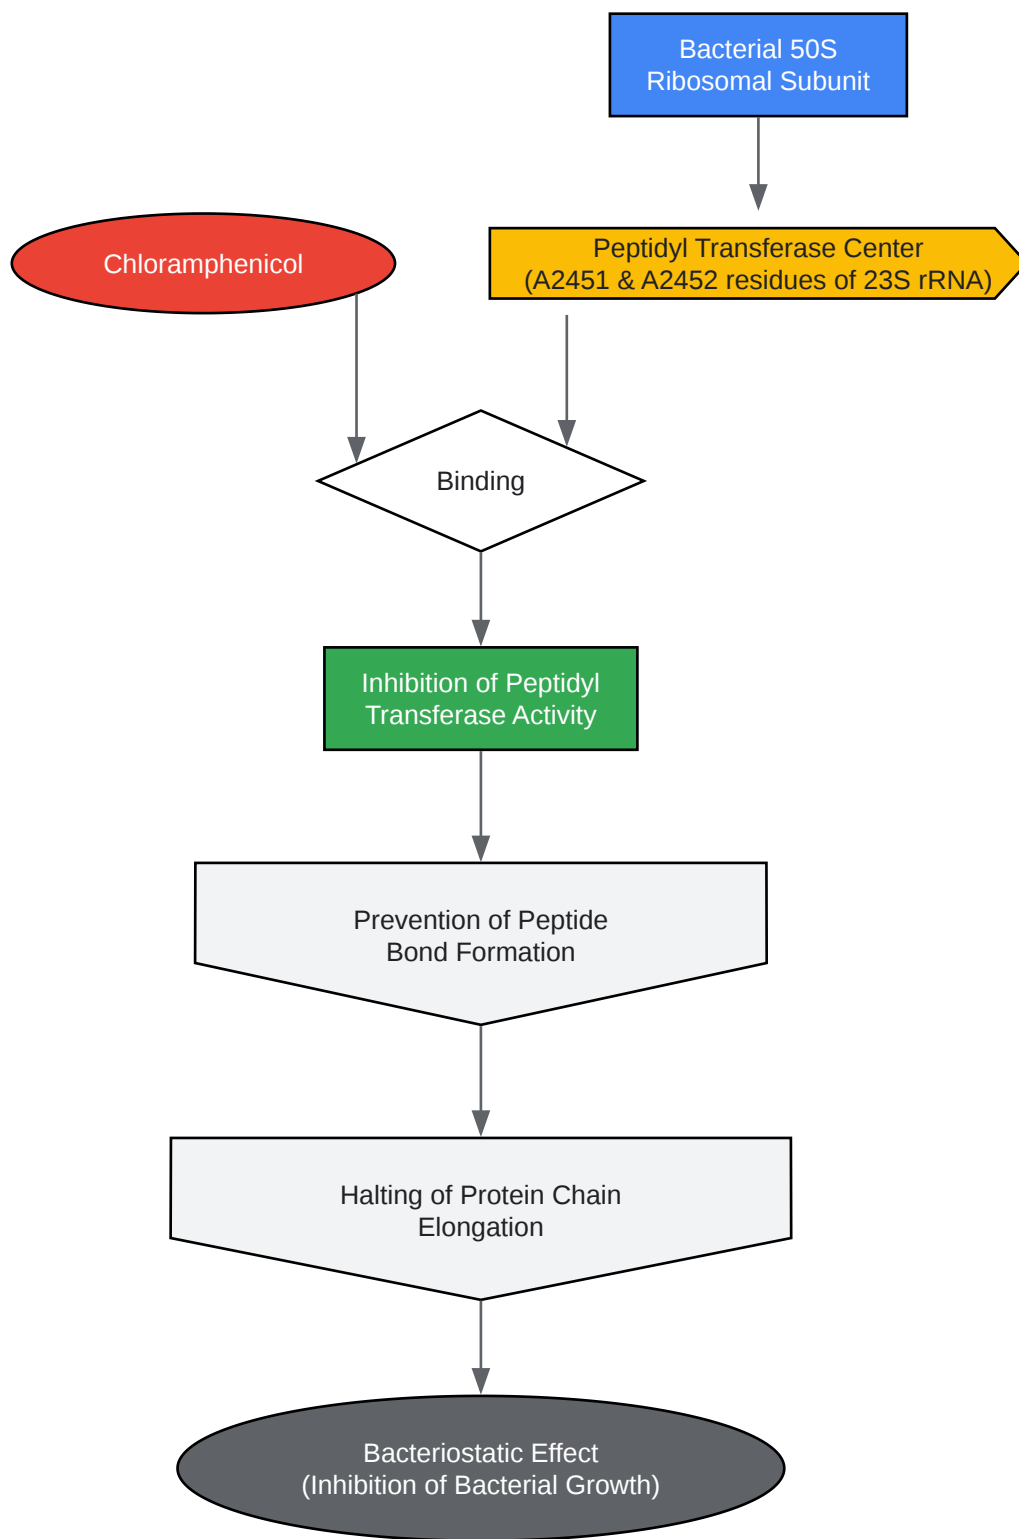 Bacterial 50S
Ribosomal Subunit
Chloramphenicol
Peptidyl Transferase Center
(A2451 & A2452 residues of 23S rRNA)
Binding
Inhibition of Peptidyl
Transferase Activity
Prevention of Peptide
Bond Formation
Halting of Protein Chain
Elongation
Bacteriostatic Effect
(Inhibition of Bacterial Growth)